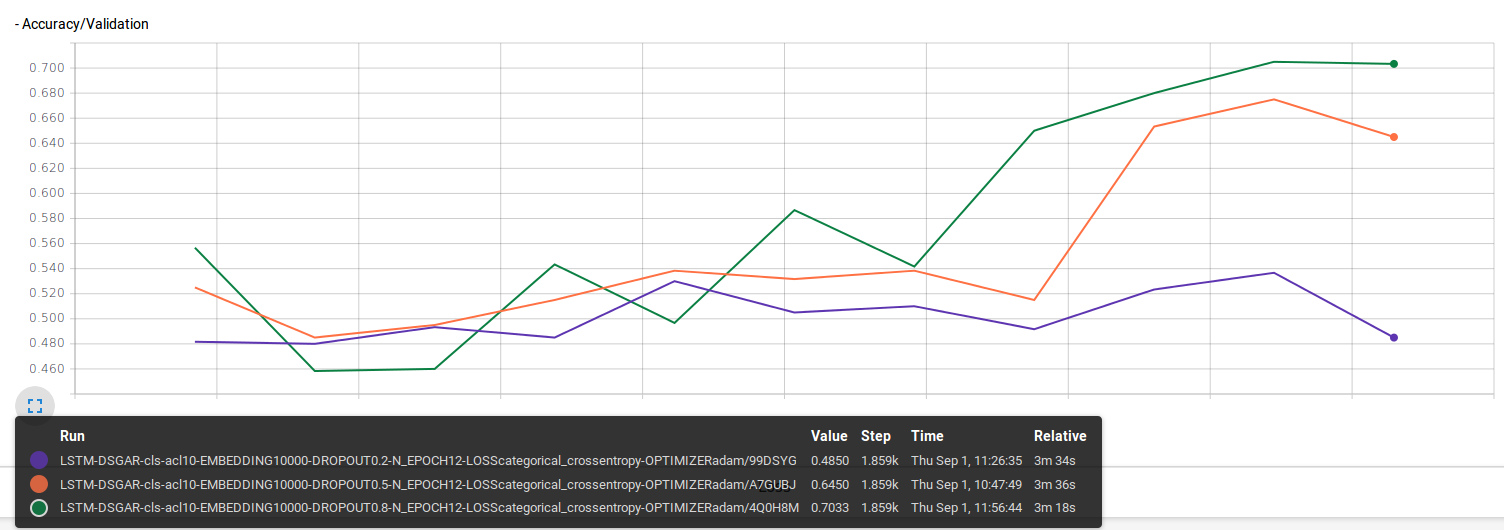 - Accuracy/Validation
0.700
0.680
0.660
0.640
0.620
0.600
0.580
0.560
0.540
0.520
0.500
0.480
0.460
Run Value Step Time Relative
LSTM-DSGAR-cls-acl10-EMBEDDING10000-DROPOUT0.2-N_EPOCH12-LOSScategorical_crossentropy-OPTIMIZERadam/99DSYG 0.4850 1.859k Thu Sep 1, 11:26:35 3m 34s
LSTM-DSGAR-cls-acl10-EMBEDDING10000-DROPOUT0.5-N_EPOCH12-LOSScategorical_crossentropy-OPTIMIZERadam/A7GUBJ 0.6450 1.859k Thu Sep 1, 10:47:49 3m 36s
LSTM-DSGAR-cls-acl10-EMBEDDING10000-DROPOUT0.8-N_EPOCH12-LOSScategorical_crossentropy-OPTIMIZERadam/4Q0H8M 0.7033 1.859k Thu Sep 1, 11:56:44 3m 18s